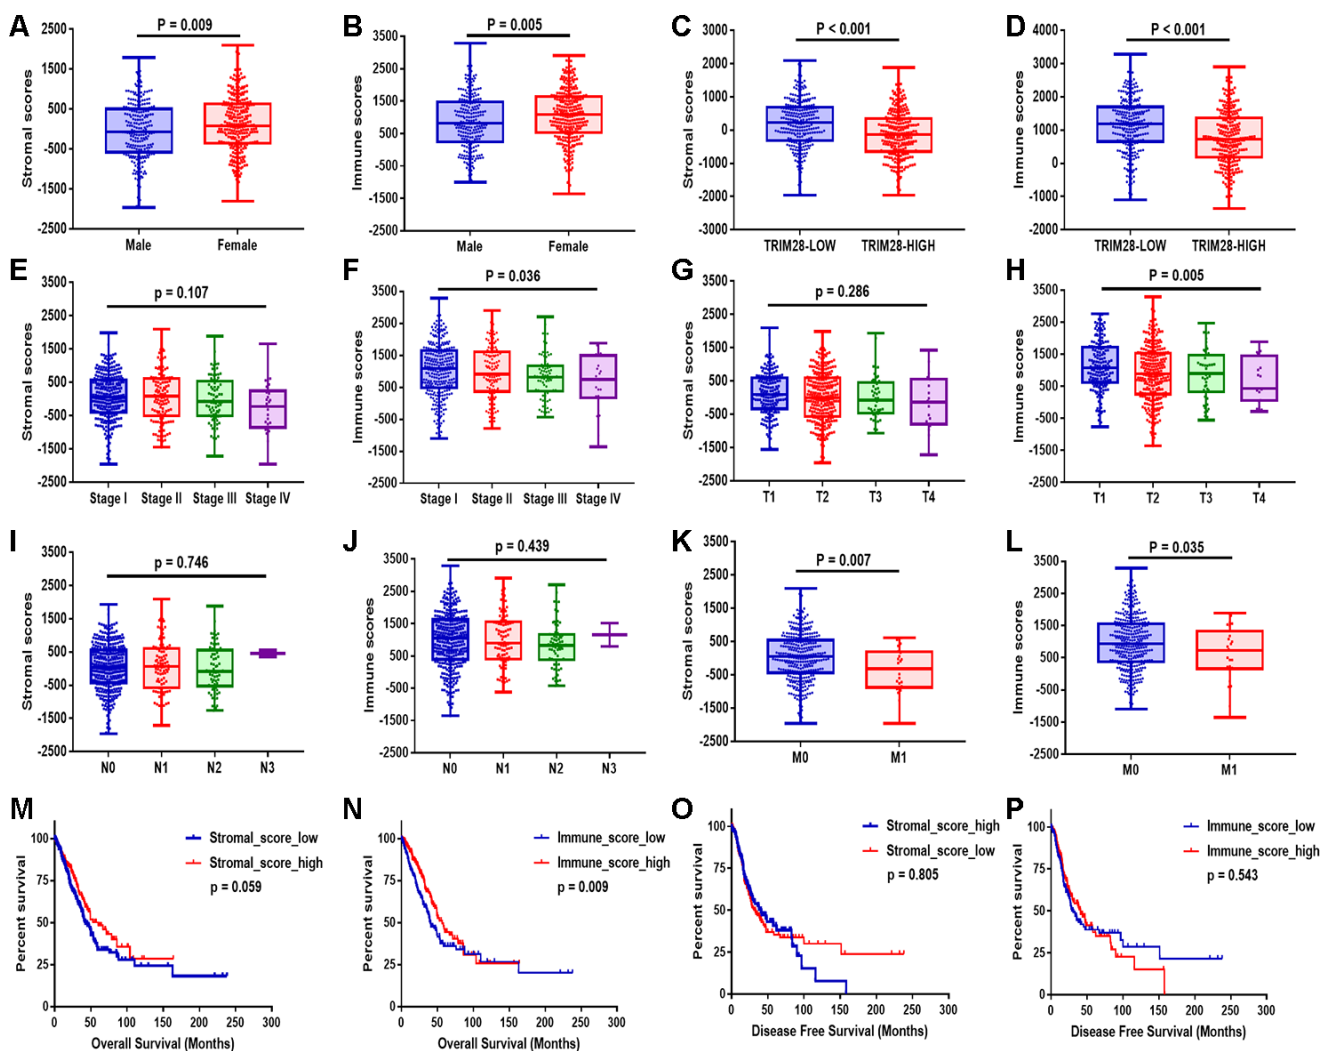 A
P = 0.009
Stromal scores
2500
1500
500
-500
-1500
-2500
Male
Female
B
P = 0.005
Immune scores
3500
2500
1500
500
-500
-1500
-2500
Male
Female
C
P < 0.001
Stromal scores
3000
2000
1000
0
-1000
-2000
-3000
TRIM28-LOW
TRIM28-HIGH
D
P < 0.001
Immune scores
4000
3000
2000
1000
0
-1000
-2000
TRIM28-LOW
TRIM28-HIGH
E
p = 0.107
Stromal scores
3500
2500
1500
500
-500
-1500
-2500
Stage I
Stage II
Stage III
Stage IV
F
P = 0.036
Immune scores
3500
2500
1500
500
-500
-1500
-2500
Stage I
Stage II
Stage III
Stage IV
G
p = 0.286
Stromal scores
3500
2500
1500
500
-500
-1500
-2500
T1
T2
T3
T4
H
P = 0.005
Immune scores
3500
2500
1500
500
-500
-1500
-2500
T1
T2
T3
T4
I
p = 0.746
Stromal scores
3500
2500
1500
500
-500
-1500
-2500
N0
N1
N2
N3
J
p = 0.439
Immune scores
3500
2500
1500
500
-500
-1500
-2500
N0
N1
N2
N3
K
P = 0.007
Stromal scores
3500
2500
1500
500
-500
-1500
-2500
M0
M1
L
P = 0.035
Immune scores
3500
2500
1500
500
-500
-1500
-2500
M0
M1
M
Percent survival
100
75
50
25
0
Stromal_score_low
Stromal_score_high
p = 0.059
0 50 100 150 200 250 300
Overall Survival (Months)
N
Percent survival
100
75
50
25
0
Immune_score_low
Immune_score_high
p = 0.009
0 50 100 150 200 250 300
Overall Survival (Months)
O
Percent survival
100
75
50
25
0
Stromal_score_high
Stromal_score_low
p = 0.805
0 50 100 150 200 250 300
Disease Free Survival (Months)
P
Percent survival
100
75
50
25
0
Immune_score_low
Immune_score_high
p = 0.543
0 50 100 150 200 250 300
Disease Free Survival (Months)